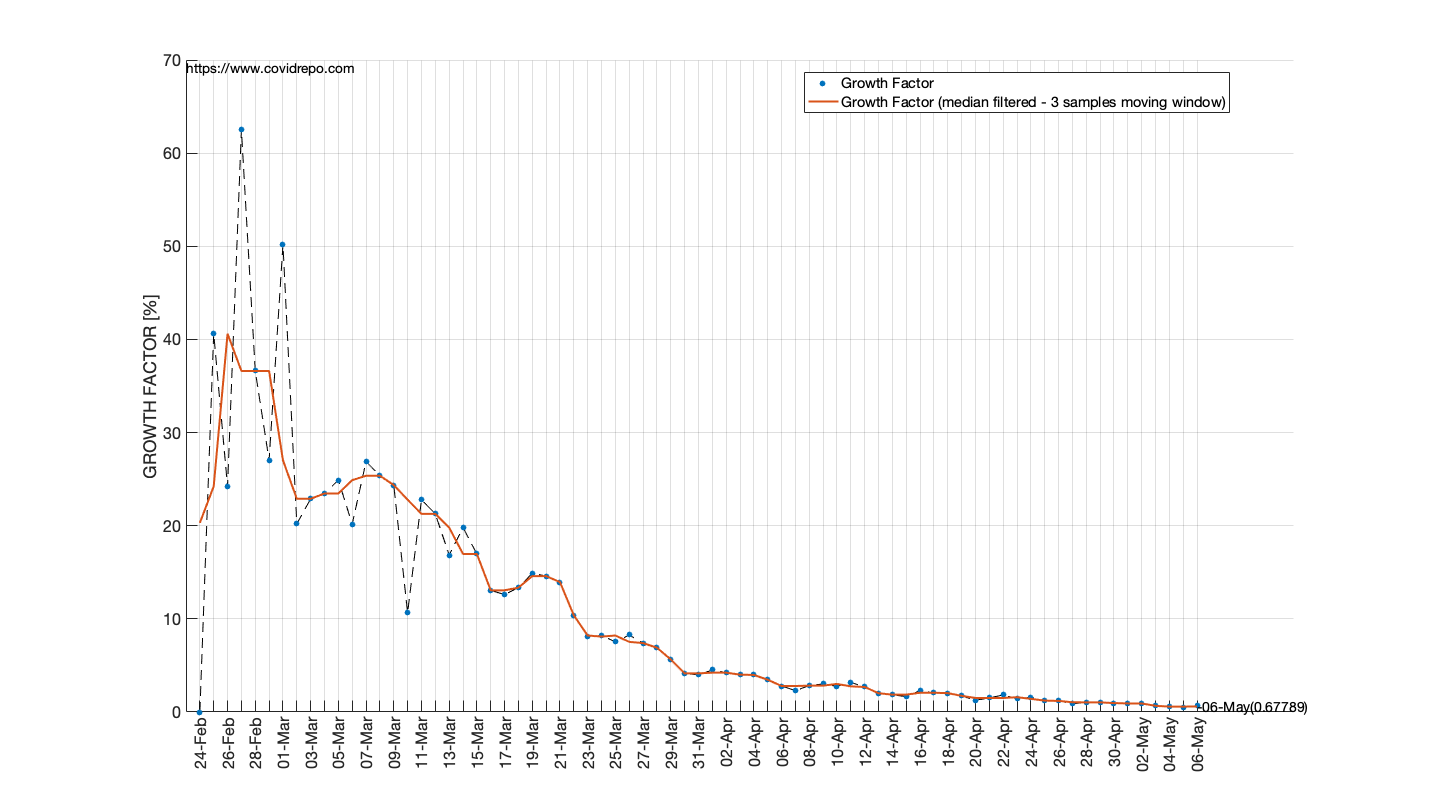 https://www.covidrepo.com
Growth Factor
Growth Factor (median filtered - 3 samples moving window)
GROWTH FACTOR [%]
70
60
50
40
30
20
10
0
06-May(0.67789)
24-Feb
26-Feb
28-Feb
01-Mar
03-Mar
05-Mar
07-Mar
09-Mar
11-Mar
13-Mar
15-Mar
17-Mar
19-Mar
21-Mar
23-Mar
25-Mar
27-Mar
29-Mar
31-Mar
02-Apr
04-Apr
06-Apr
08-Apr
10-Apr
12-Apr
14-Apr
16-Apr
18-Apr
20-Apr
22-Apr
24-Apr
26-Apr
28-Apr
30-Apr
02-May
04-May
06-May